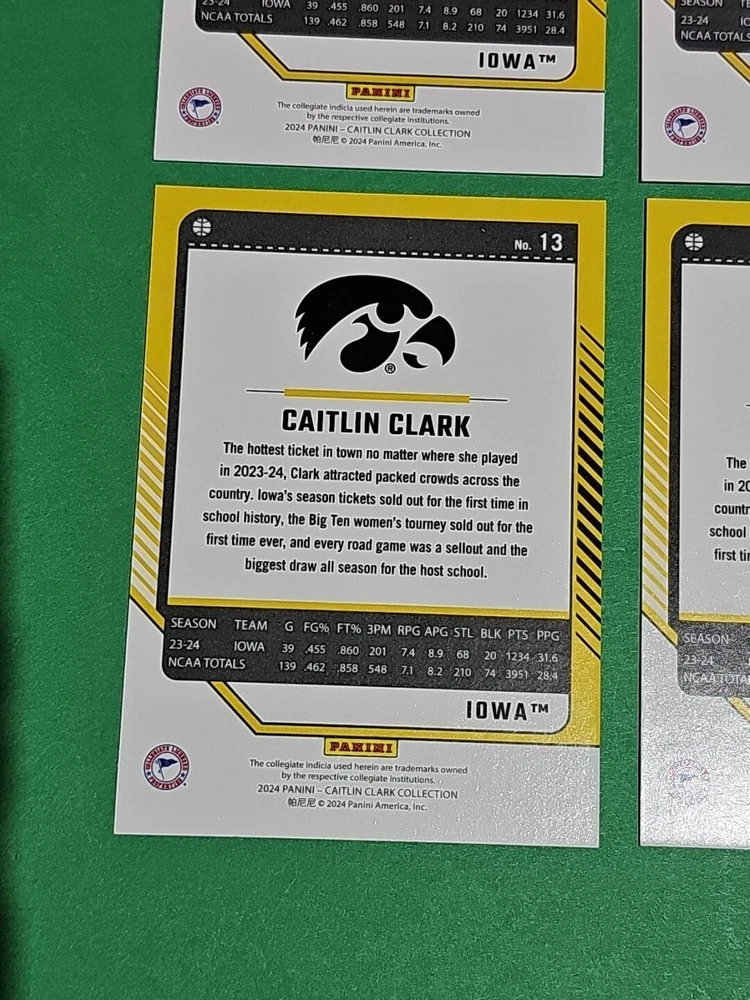 23-24 IOWA 39 .455 .860 201 7.4 8.9 68 20 1234 31.6
NCAA TOTALS 139 .462 .858 548 7.1 8.2 210 74 3951 28.4
IOWA™
PANINI
The collegiate indicia used herein are trademarks owned
by the respective collegiate institutions.
2024 PANINI – CAITLIN CLARK COLLECTION
帕尼尼 © 2024 Panini America, Inc.
SEASON
23-24
NCAA TOTALS
No. 13
®
CAITLIN CLARK
The hottest ticket in town no matter where she played
in 2023-24, Clark attracted packed crowds across the
country. Iowa's season tickets sold out for the first time in
school history, the Big Ten women's tourney sold out for the
first time ever, and every road game was a sellout and the
biggest draw all season for the host school.
SEASON TEAM G FG% FT% 3PM RPG APG STL BLK PTS PPG
23-24 IOWA 39 .455 .860 201 7.4 8.9 68 20 1234 31.6
NCAA TOTALS 139 .462 .858 548 7.1 8.2 210 74 3951 28.4
IOWA™
PANINI
COLLEGIATE LICENSED PROPERTIES
The collegiate indicia used herein are trademarks owned
by the respective collegiate institutions.
2024 PANINI – CAITLIN CLARK COLLECTION
帕尼尼 © 2024 Panini America, Inc.
The
in 20
countr
school
first ti
SEASON
23-24
NCAA TOTA